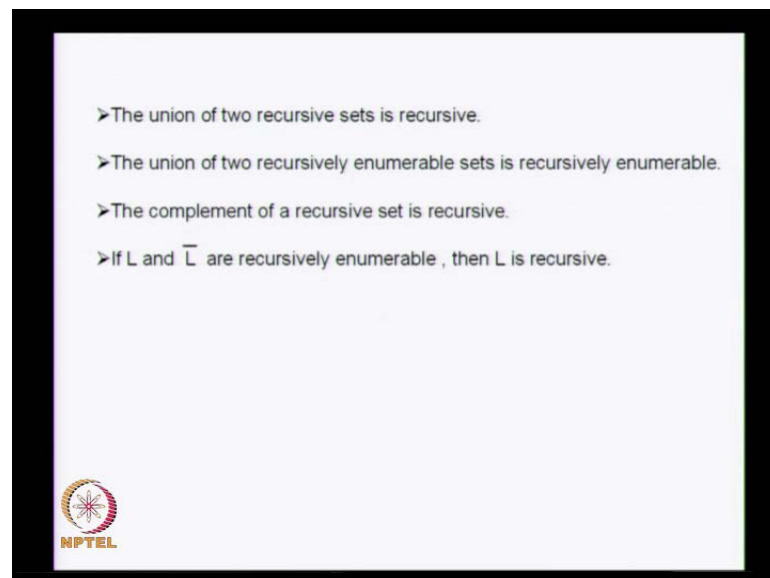 ➢The union of two recursive sets is recursive.
➢The union of two recursively enumerable sets is recursively enumerable.
➢The complement of a recursive set is recursive.
➢If L and L̅ are recursively enumerable , then L is recursive.
NPTEL